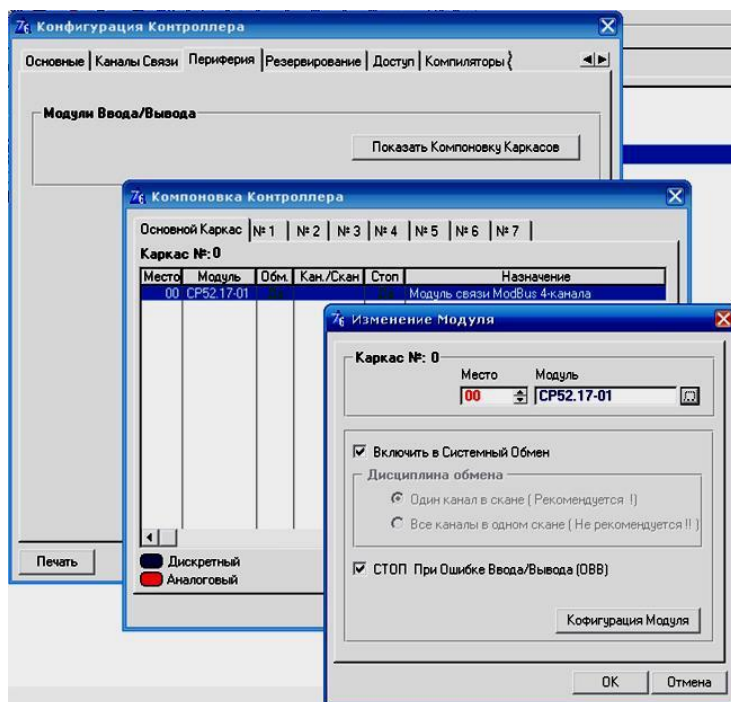 Конфигурация Контроллера
Основные Каналы Связи Периферия Резервирование Доступ Компиляторы
Модули Ввода/Вывода
Показать Компоновку Каркасов
Компоновка Контроллера
Основной Каркас № 1 № 2 № 3 № 4 № 5 № 6 № 7
Каркас №: 0
Место Модуль Обм. Кан./Скан Стоп Назначение
00 CP52.17-01 Модуль связи ModBus 4-канала
Изменение Модуля
Каркас №: 0
Место Модуль
00 CP52.17-01
Включить в Системный Обмен
Дисциплина обмена
Один канал в скане ( Рекомендуется !)
Все каналы в одном скане ( Не рекомендуется !! )
СТОП При Ошибке Ввода/Вывода (ОВВ)
Кофигурация Модуля
OK Отмена
Печать
Дискретный
Аналоговый